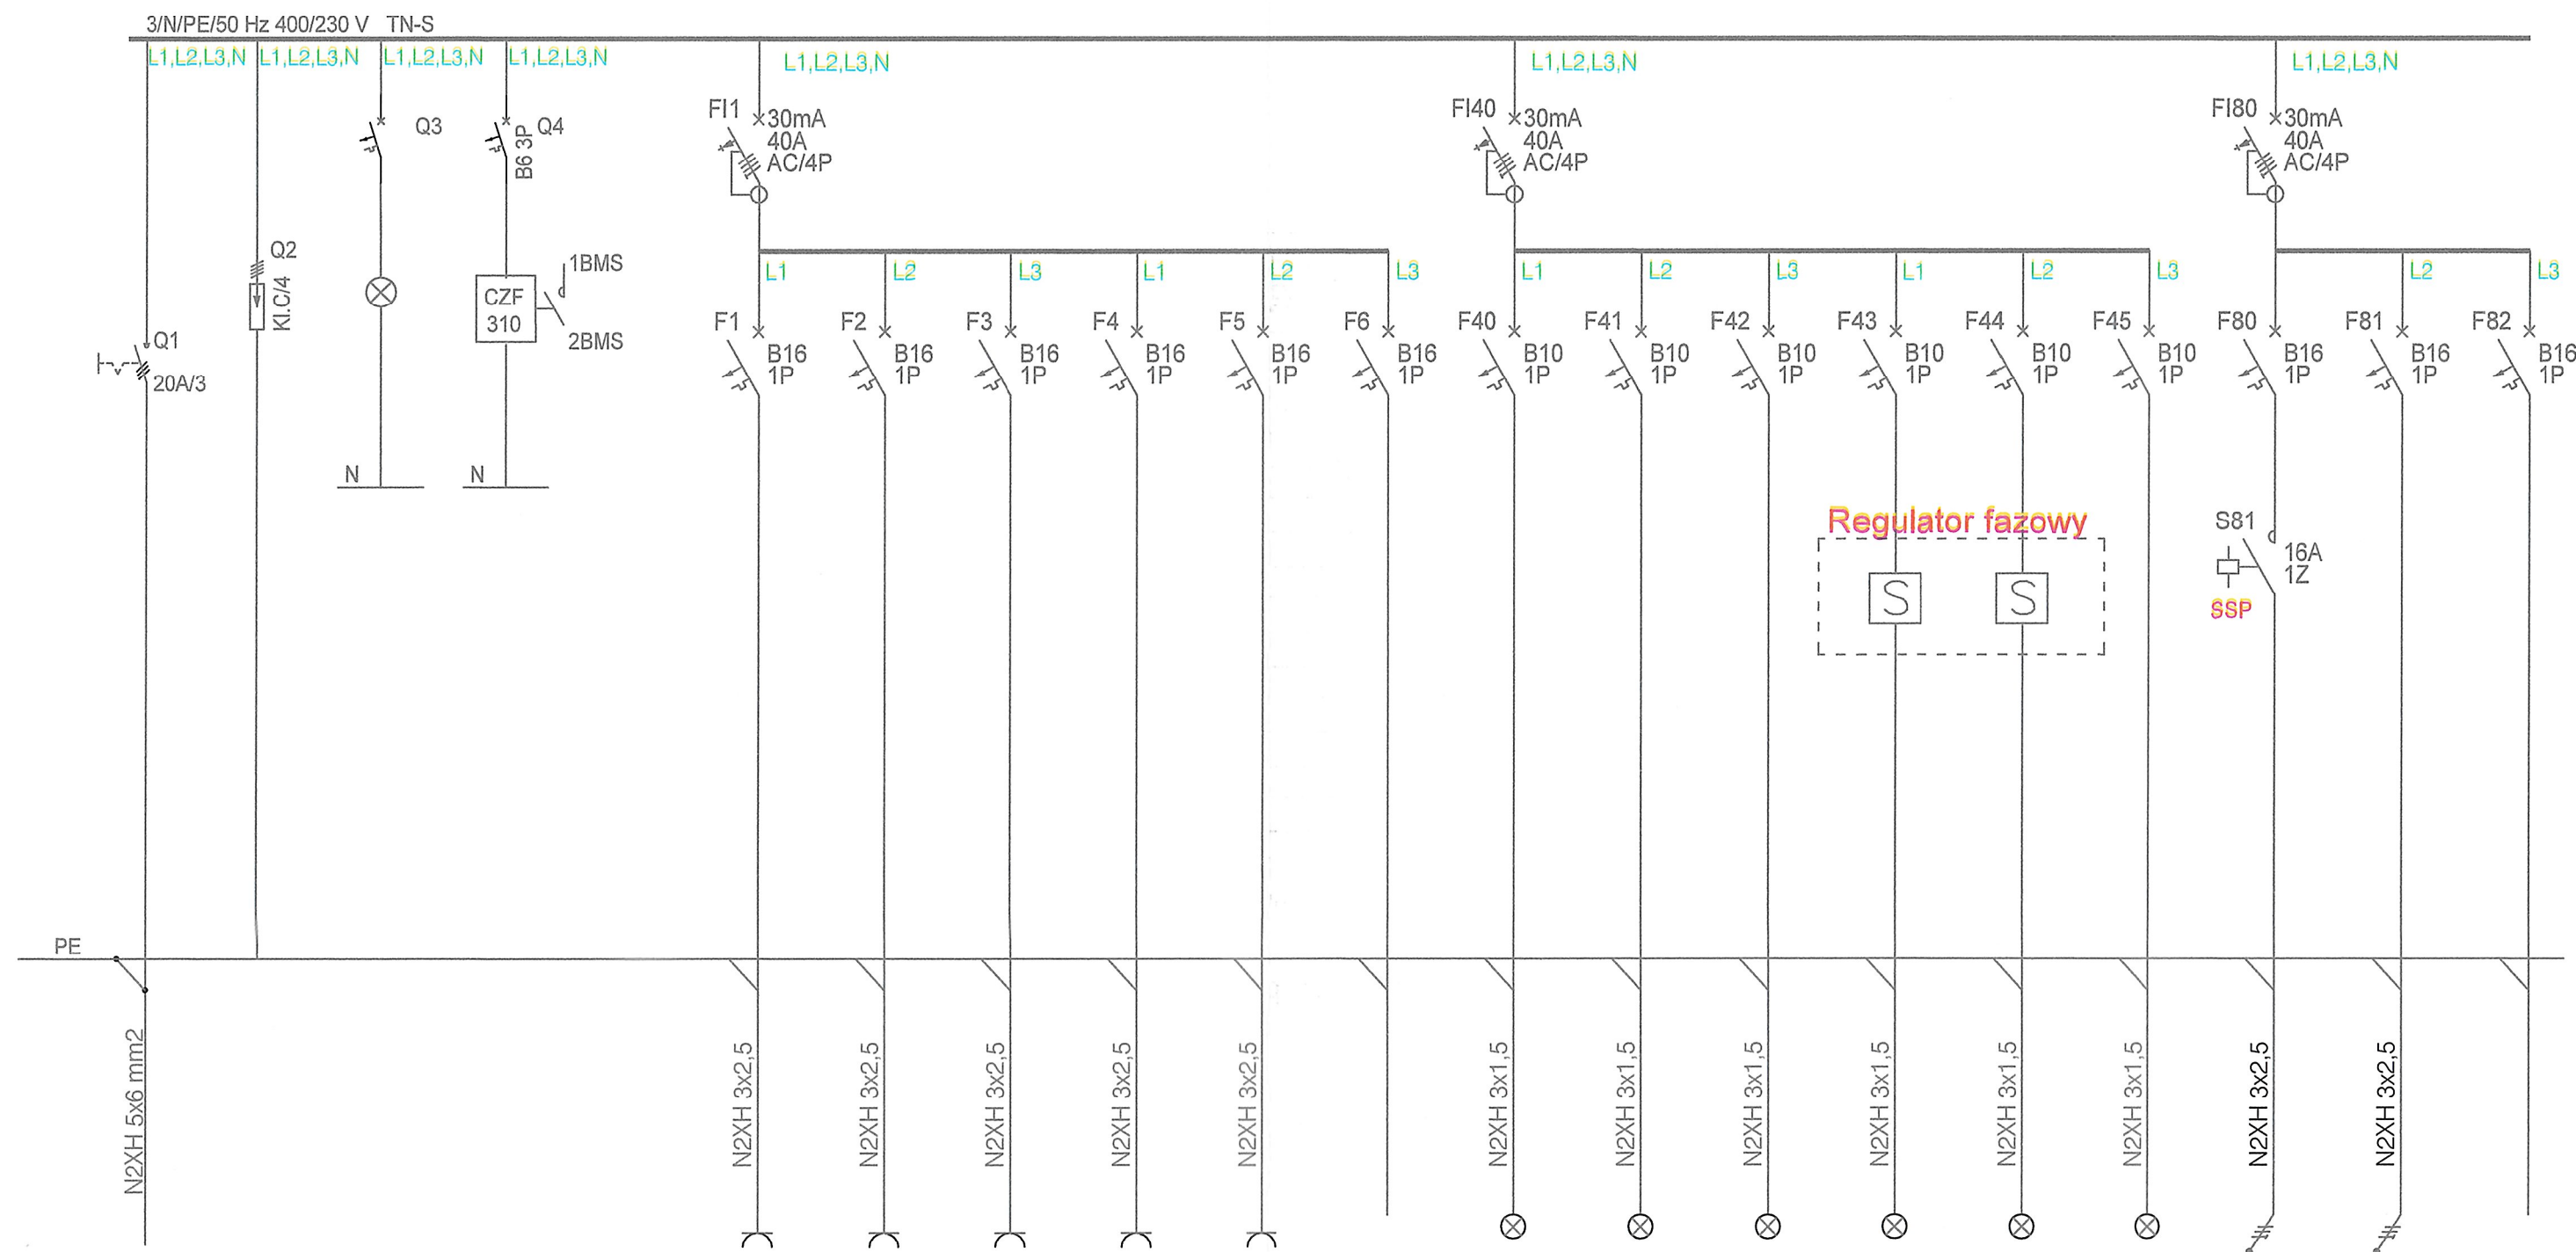 3/N/PE/50 Hz 400/230 V TN-S
L1,L2,L3,N L1,L2,L3,N L1,L2,L3,N L1,L2,L3,N L1,L2,L3,N L1,L2,L3,N L1,L2,L3,N
FI1 30mA FI40 30mA FI80 30mA
40A 40A 40A
AC/4P AC/4P AC/4P
Q3 Q4
B6 3P
Q2
Kl.C/4
CZF
310
1BMS
2BMS
L1 L2 L3 L1 L2 L3 L1 L2 L3 L1 L2 L3 L2 L3
F1 F2 F3 F4 F5 F6 F40 F41 F42 F43 F44 F45 F80 F81 F82
B16 B16 B16 B16 B16 B16 B10 B10 B10 B10 B10 B10 B16 B16 B16
1P 1P 1P 1P 1P 1P 1P 1P 1P 1P 1P 1P 1P 1P 1P
Q1
20A/3
N N
Regulator fazowy
S S
S81
16A
1Z
SSP
PE
N2XH 5x6 mm2
N2XH 3x2,5
N2XH 3x2,5
N2XH 3x2,5
N2XH 3x2,5
N2XH 3x2,5
N2XH 3x1,5
N2XH 3x1,5
N2XH 3x1,5
N2XH 3x1,5
N2XH 3x1,5
N2XH 3x1,5
N2XH 3x2,5
N2XH 3x2,5